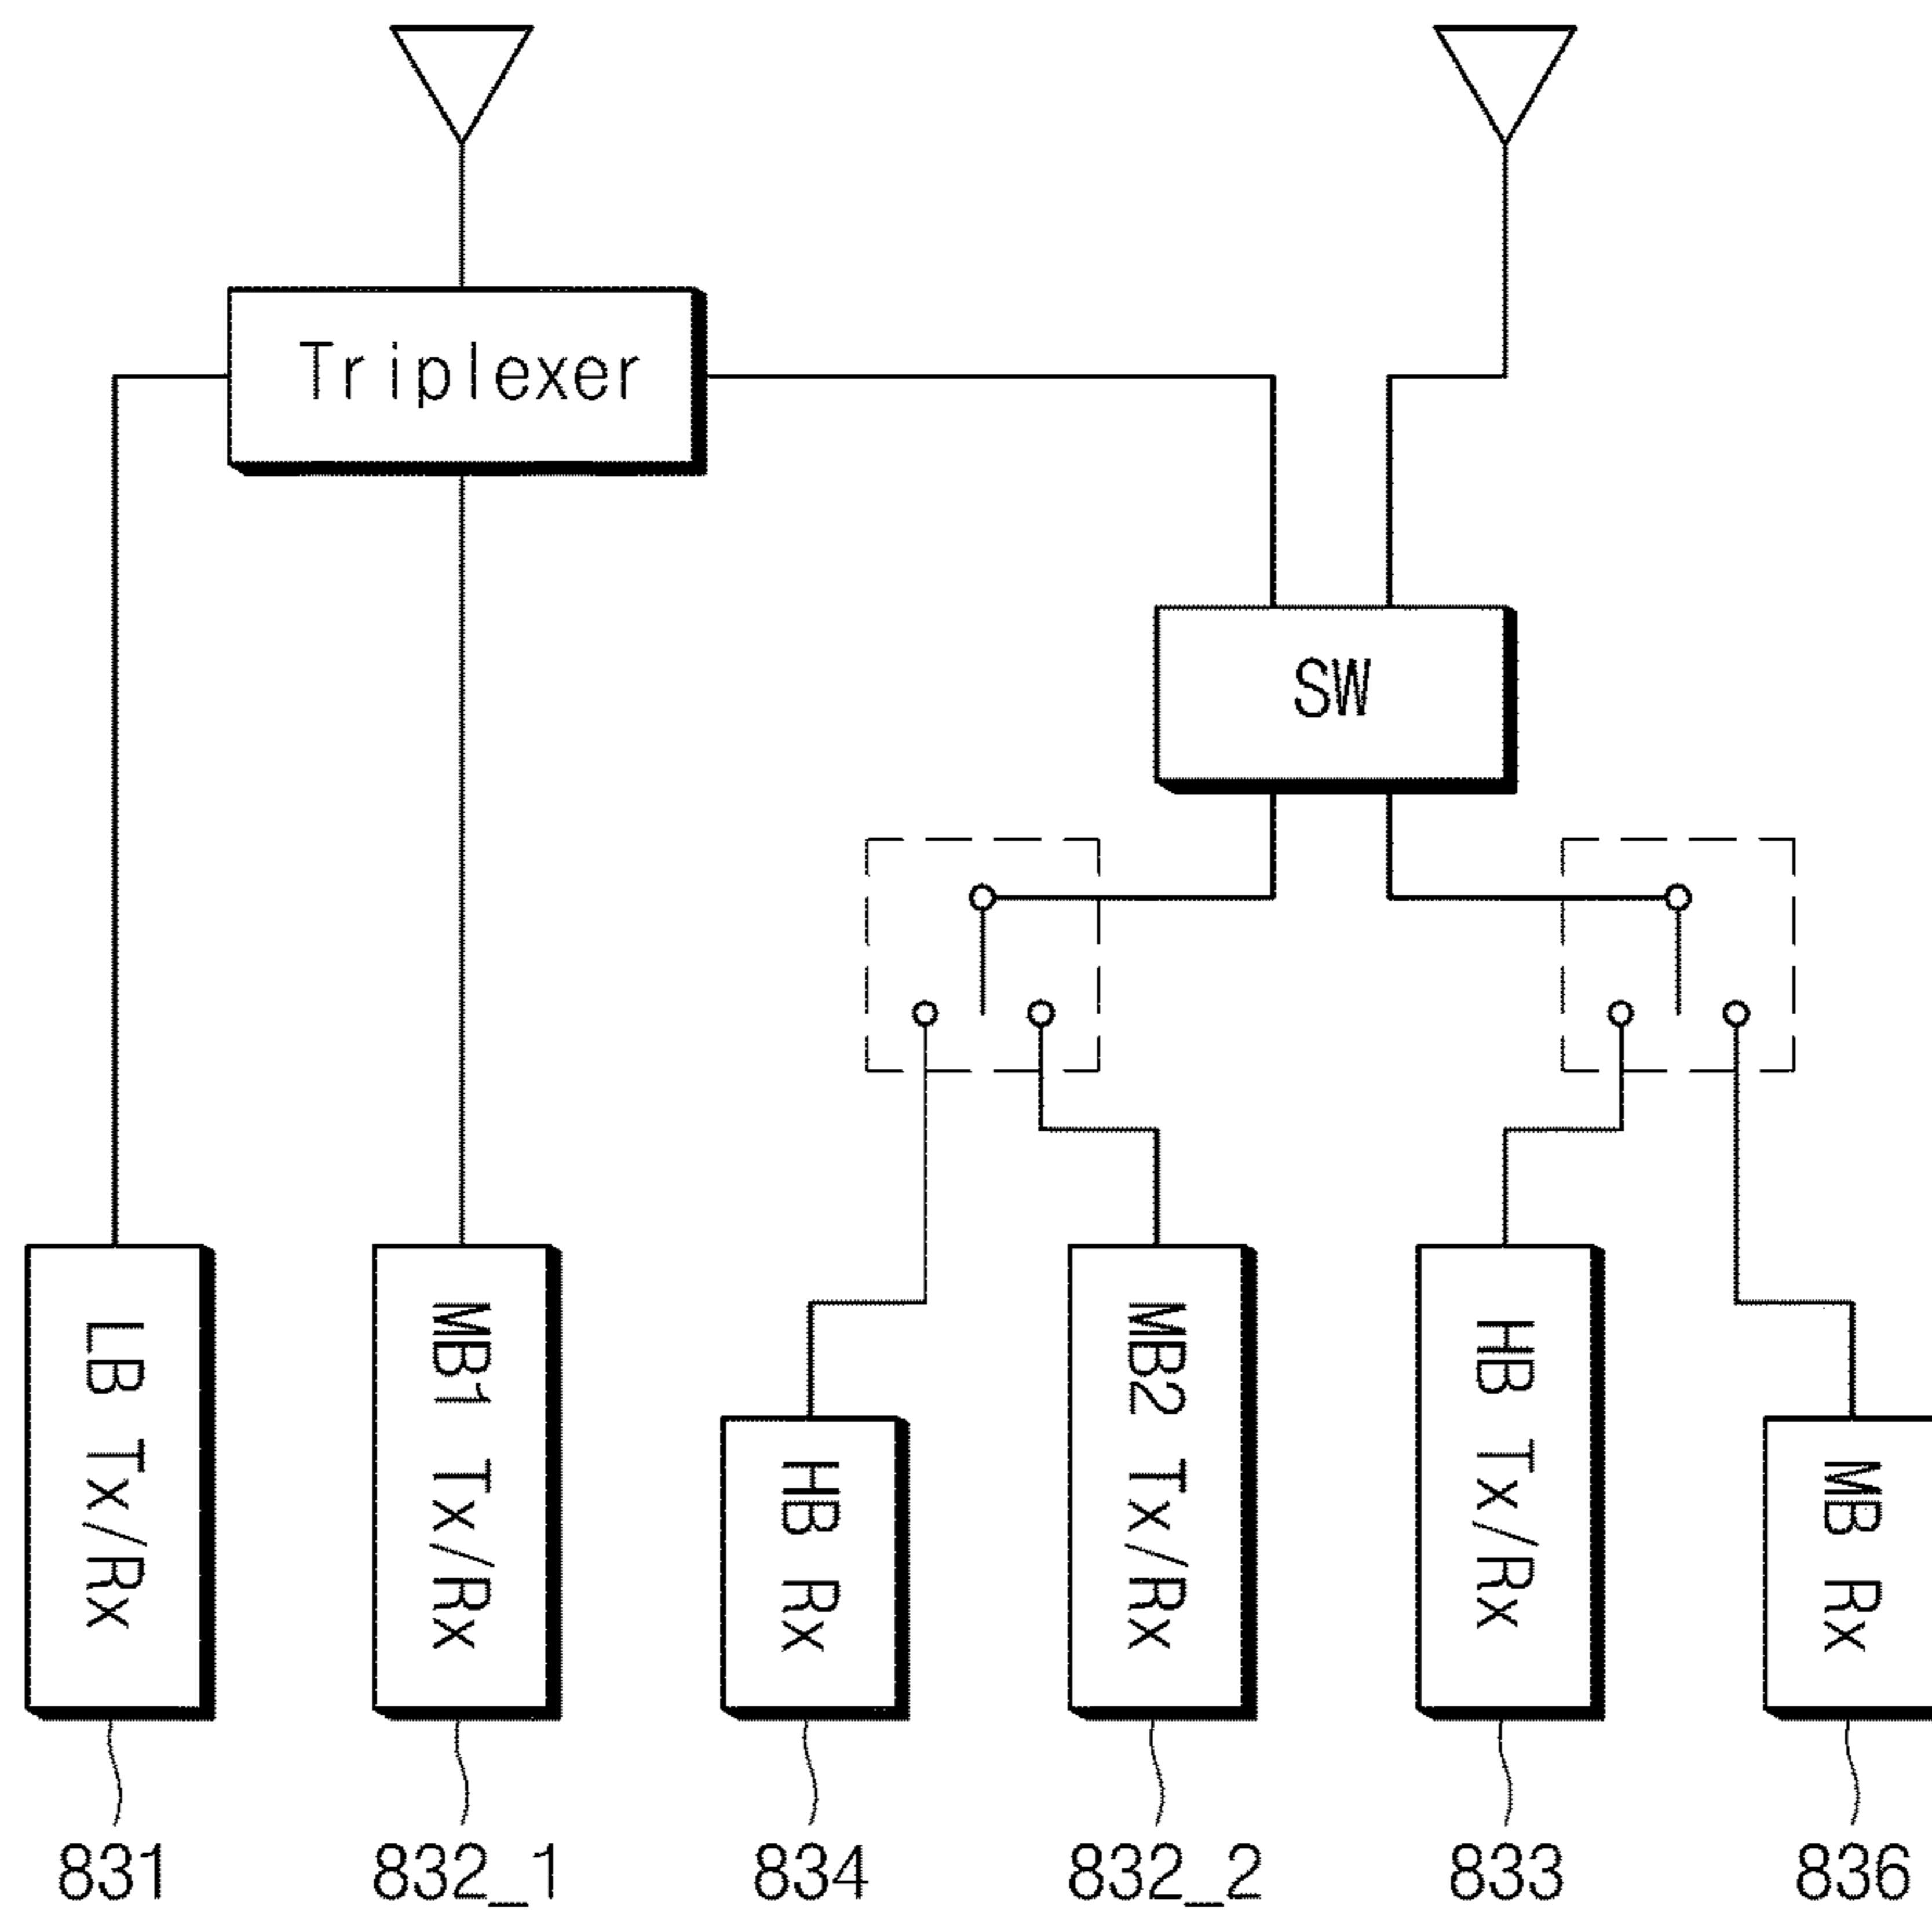 Triplexer
SW
LB Tx/Rx
MB1 Tx/Rx
HB Rx
MB2 Tx/Rx
HB Tx/Rx
MB Rx
831
832_1
834
832_2
833
836